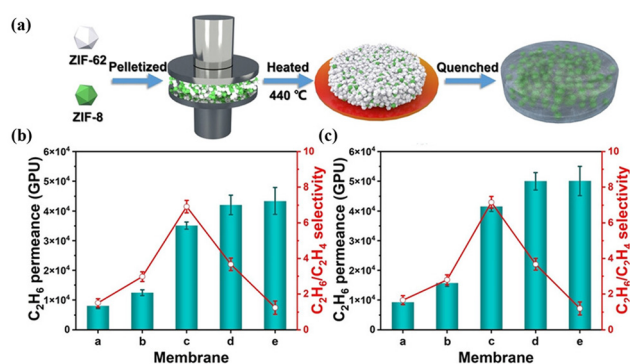 (a)
ZIF-62
ZIF-8
Pelletized
Heated
440 ℃
Quenched
(b)
C₂H₆ permeance (GPU)
6×10⁴
5×10⁴
4×10⁴
3×10⁴
2×10⁴
1×10⁴
0
10
8
6
4
2
0
C₂H₆/C₂H₄ selectivity
a b c d e
Membrane
(c)
C₂H₆ permeance (GPU)
6×10⁴
5×10⁴
4×10⁴
3×10⁴
2×10⁴
1×10⁴
0
10
8
6
4
2
0
C₂H₆/C₂H₄ selectivity
a b c d e
Membrane